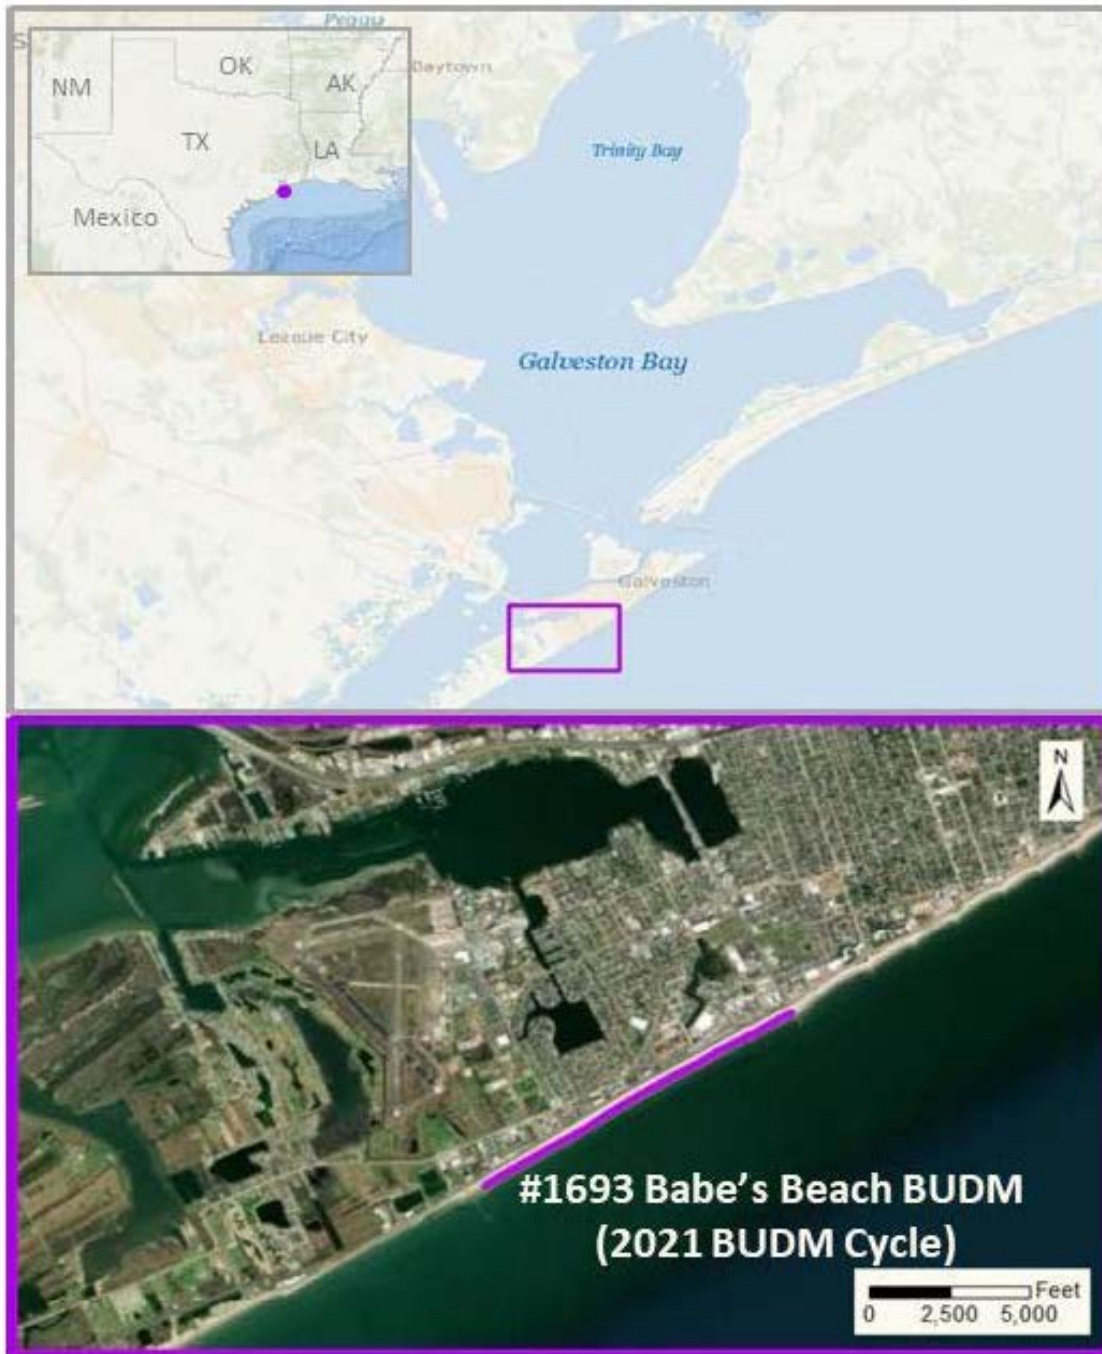 NM
OK
AK
TX
LA
Mexico
Trinity Bay
League City
Galveston Bay
Galveston
N
#1693 Babe's Beach BUDM
(2021 BUDM Cycle)
Feet
0 2,500 5,000